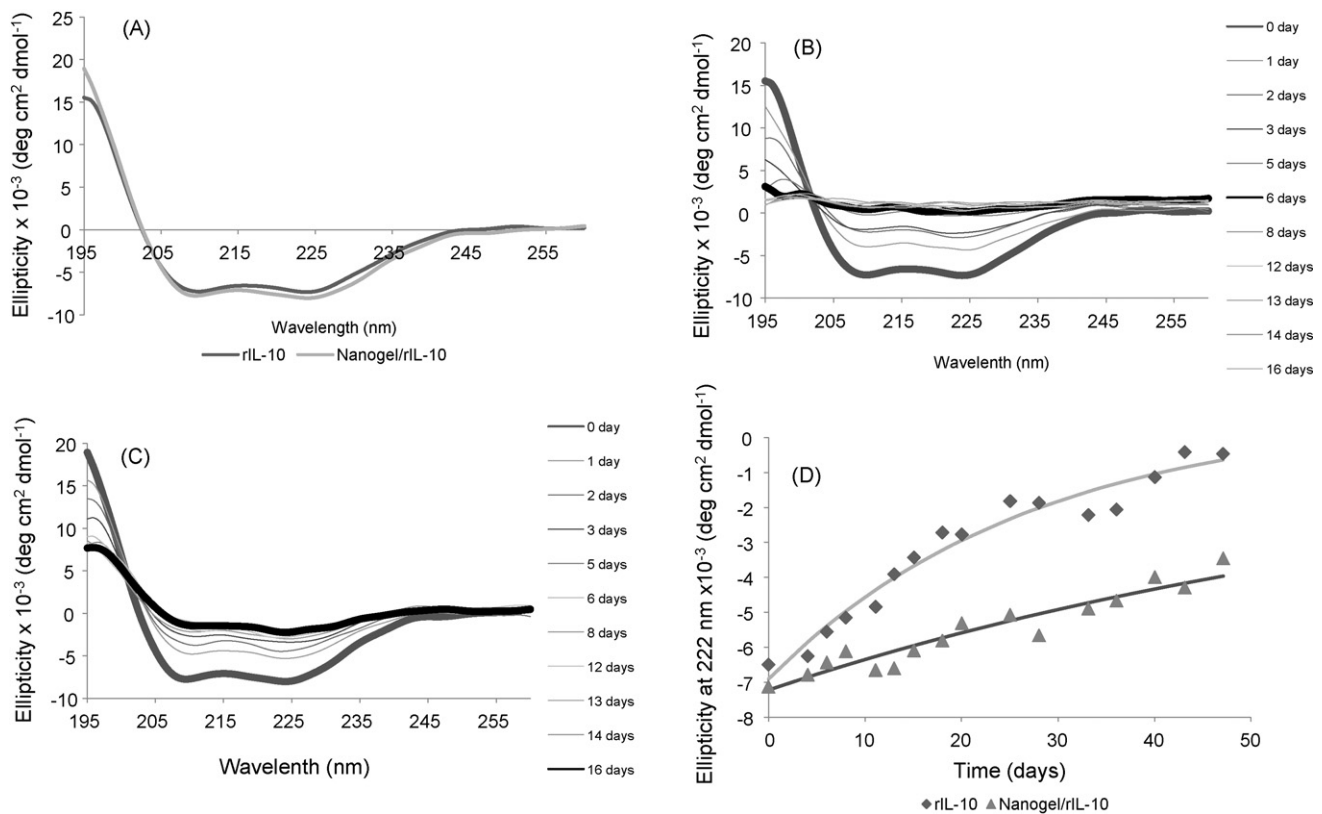 (A)
Ellipticity x 10⁻³ (deg cm² dmol⁻¹)
25
20
15
10
5
0
-5
-10
195 205 215 225 235 245 255
Wavelength (nm)
rIL-10 Nanogel/rIL-10
(B)
Ellipticity x 10⁻³ (deg cm² dmol⁻¹)
20
15
10
5
0
-5
-10
195 205 215 225 235 245 255
Wavelenth (nm)
0 day
1 day
2 days
3 days
5 days
6 days
8 days
12 days
13 days
14 days
16 days
(C)
Ellipticity x 10⁻³ (deg cm² dmol⁻¹)
20
15
10
5
0
-5
-10
195 205 215 225 235 245 255
Wavelenth (nm)
0 day
1 day
2 days
3 days
5 days
6 days
8 days
12 days
13 days
14 days
16 days
(D)
Ellipticity at 222 nm x10⁻³ (deg cm² dmol⁻¹)
0
-1
-2
-3
-4
-5
-6
-7
-8
0 10 20 30 40 50
Time (days)
rIL-10 Nanogel/rIL-10